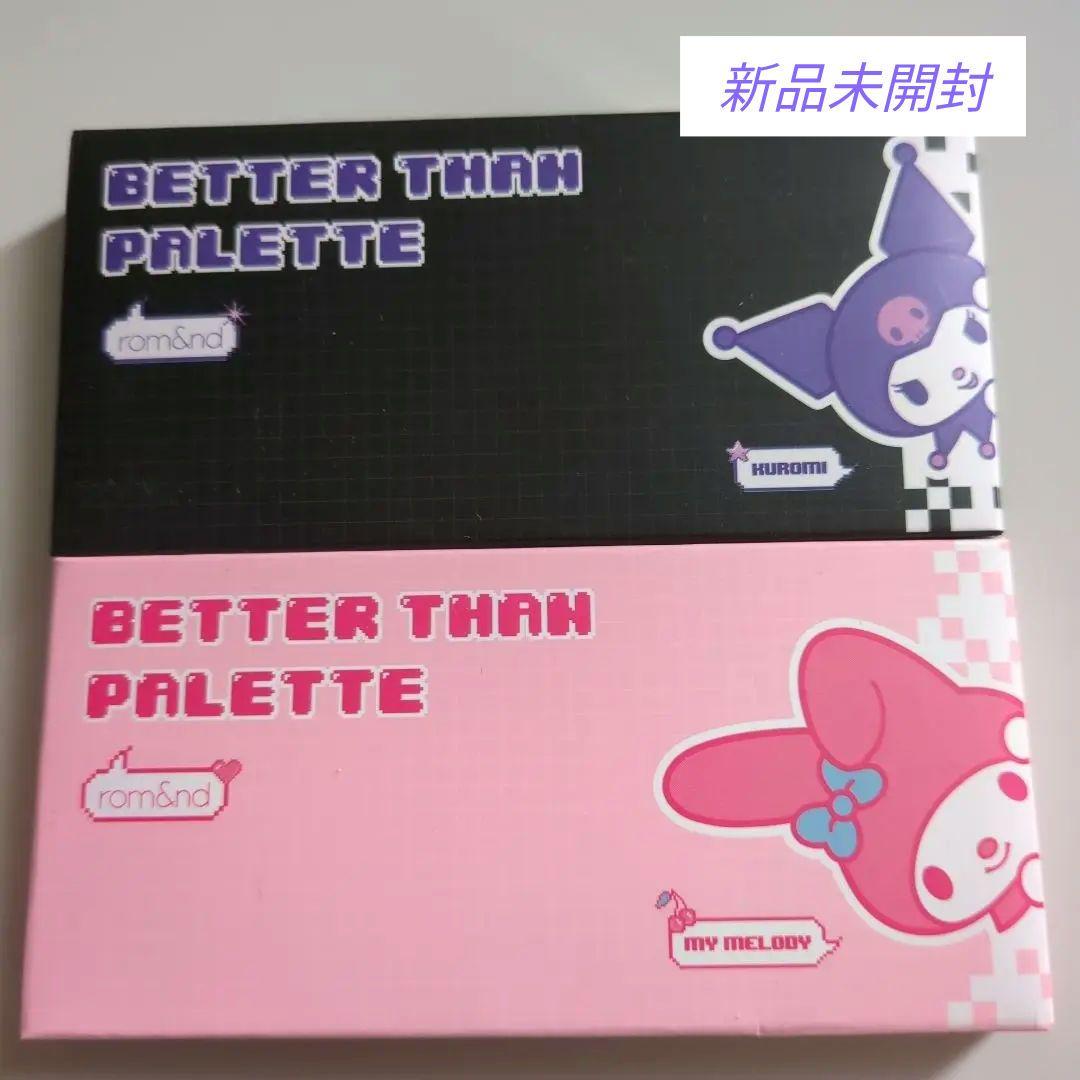 新品未開封
BETTER THAN
PALETTE
rom&nd
KUROMI
BETTER THAN
PALETTE
rom&nd
MY MELODY